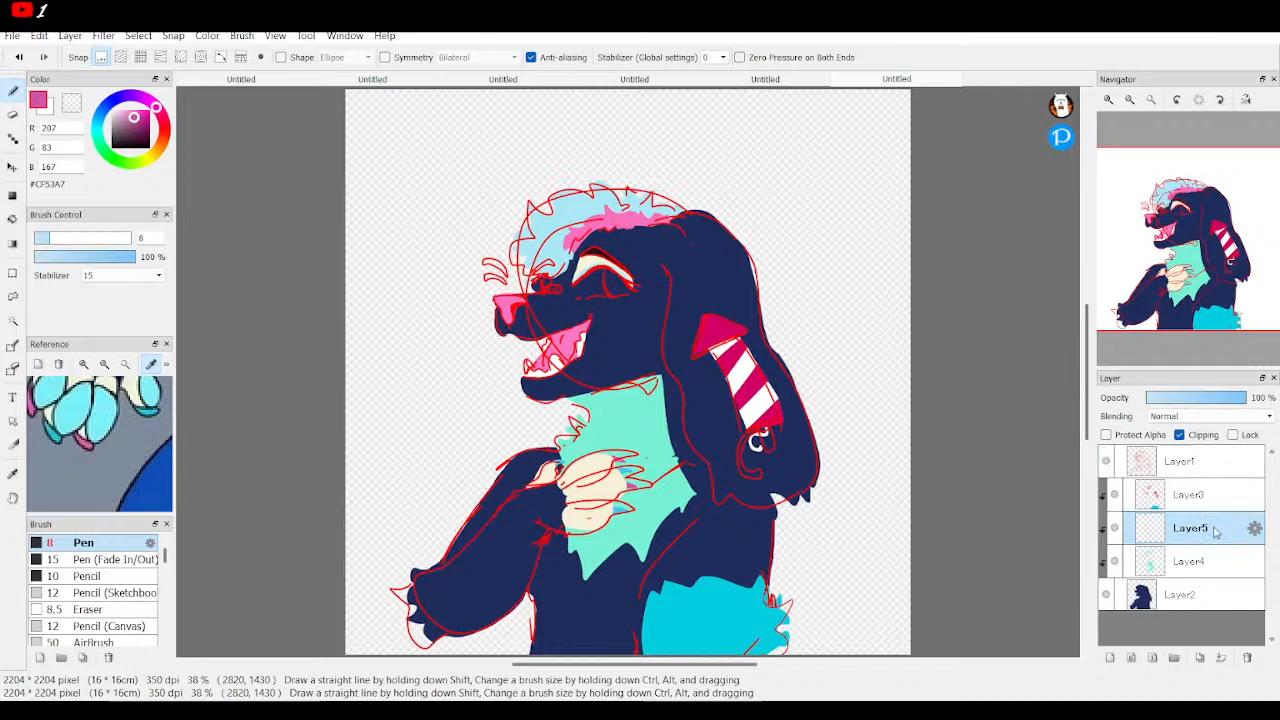 1
File Edit Layer Filter Select Snap Color Brush View Tool Window Help
Snap Shape Ellipse Symmetry Bilateral Anti-aliasing Stabilizer (Global settings) 0 Zero Pressure on Both Ends
Color
Untitled Untitled Untitled Untitled Untitled Untitled
Navigator
R 207
G 83
B 167
#CF53A7
Brush Control
8
100 %
Stabilizer 15
Reference
Layer
Opacity 100 %
Blending Normal
Protect Alpha Clipping Lock
Layer1
Layer3
Layer5
Layer4
Layer2
Brush
8 Pen
15 Pen (Fade In/Out)
10 Pencil
12 Pencil (Sketchboo
8.5 Eraser
12 Pencil (Canvas)
50 AirBrush
2204 * 2204 pixel (16 * 16cm) 350 dpi 38 % (2820, 1430) Draw a straight line by holding down Shift, Change a brush size by holding down Ctrl, Alt, and dragging
2204 * 2204 pixel (16 * 16cm) 350 dpi 38 % (2820, 1430) Draw a straight line by holding down Shift, Change a brush size by holding down Ctrl, Alt, and dragging